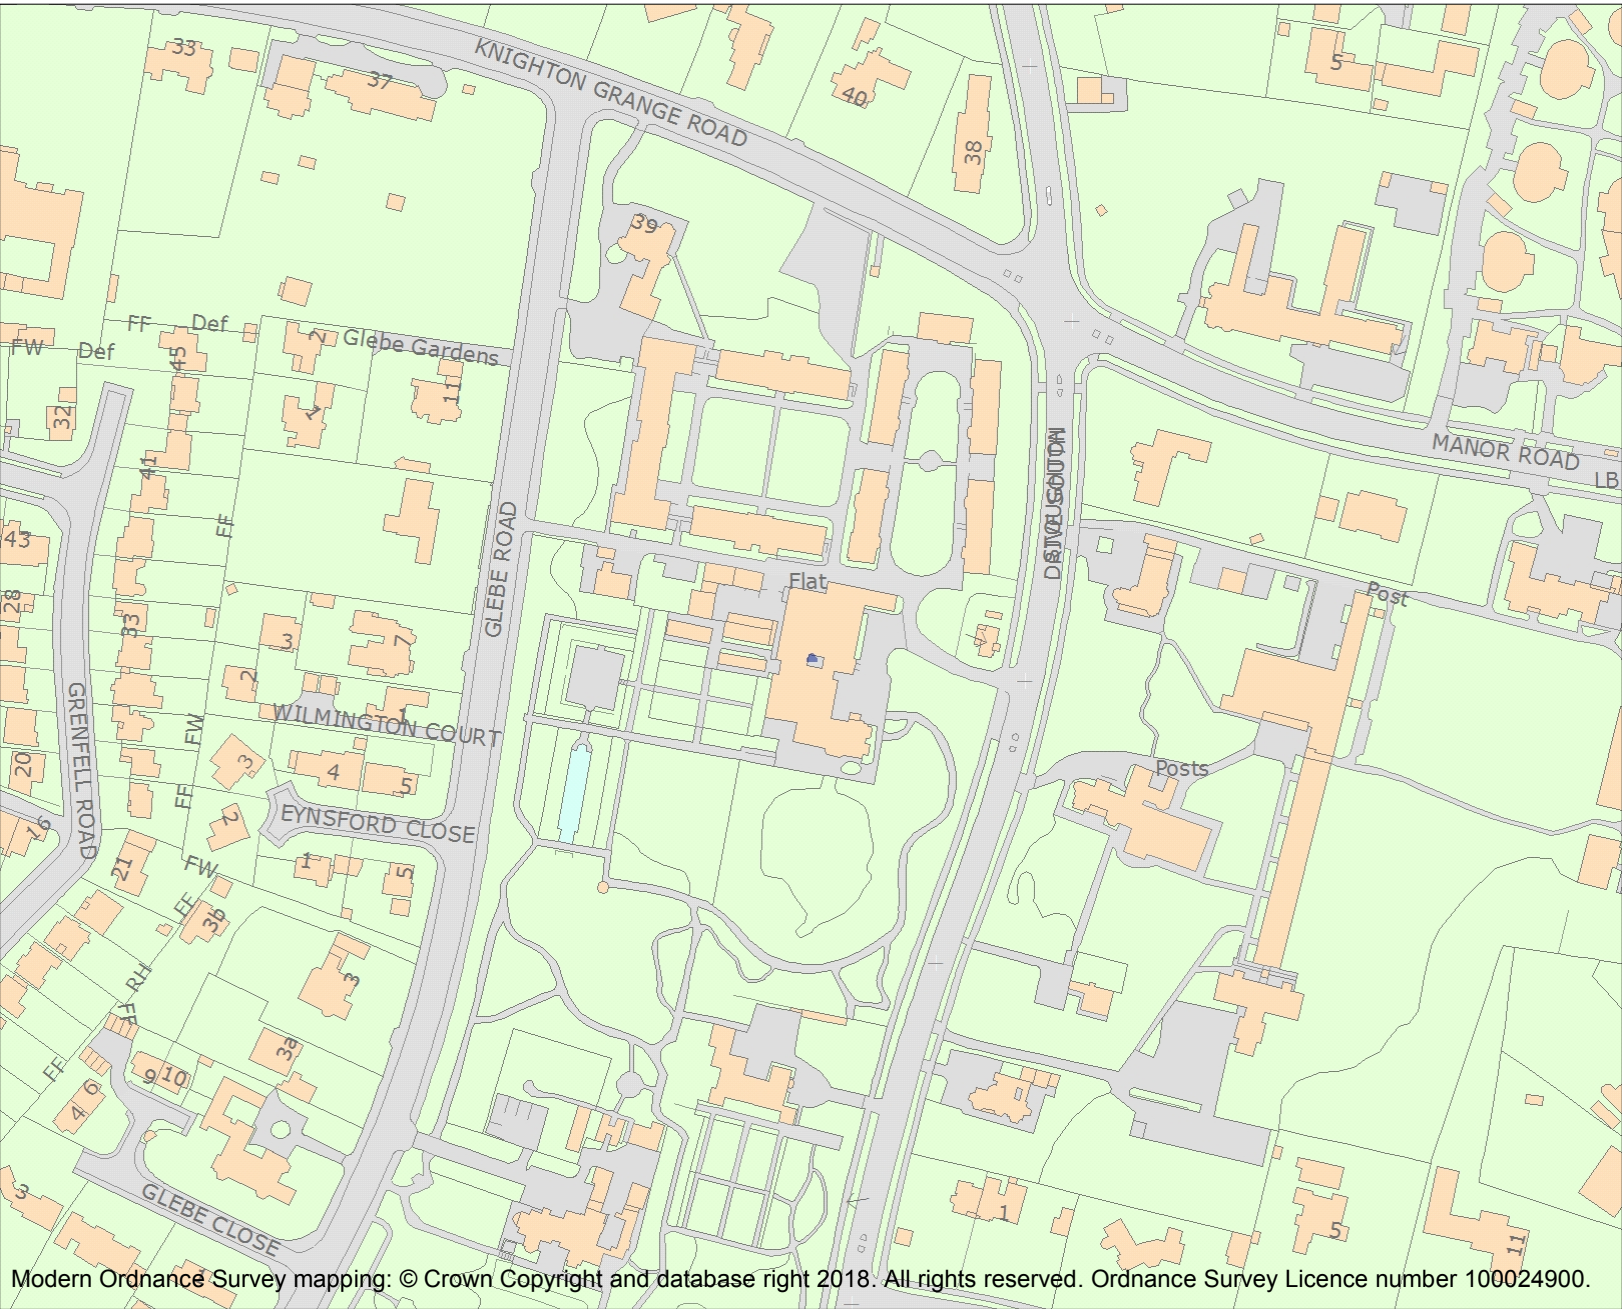 33
37
KNIGHTON GRANGE ROAD
40
38
5
39
FF
Def
FW
Def
45
2
Glebe Gardens
11
1
32
41
FF
43
28
33
GLEBE ROAD
MANOR ROAD
LB
DRIVE
Flat
Post
3
7
2
1
WILMINGTON COURT
FW
GRENFELL ROAD
20
3
4
5
FF
Posts
EYNSFORD CLOSE
2
16
21
FW
1
5
FF
3b
RH
3
FF
3a
FF
9
10
6
4
3
GLEBE CLOSE
1
5
11
Modern Ordnance Survey mapping: © Crown Copyright and database right 2018. All rights reserved. Ordnance Survey Licence number 100024900.